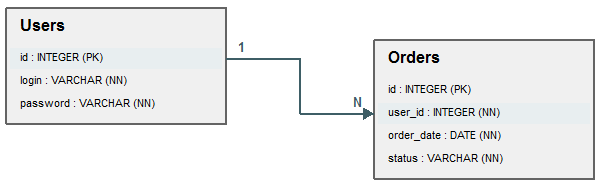 Users
id : INTEGER (PK)
login : VARCHAR (NN)
password : VARCHAR (NN)
1
N
Orders
id : INTEGER (PK)
user_id : INTEGER (NN)
order_date : DATE (NN)
status : VARCHAR (NN)